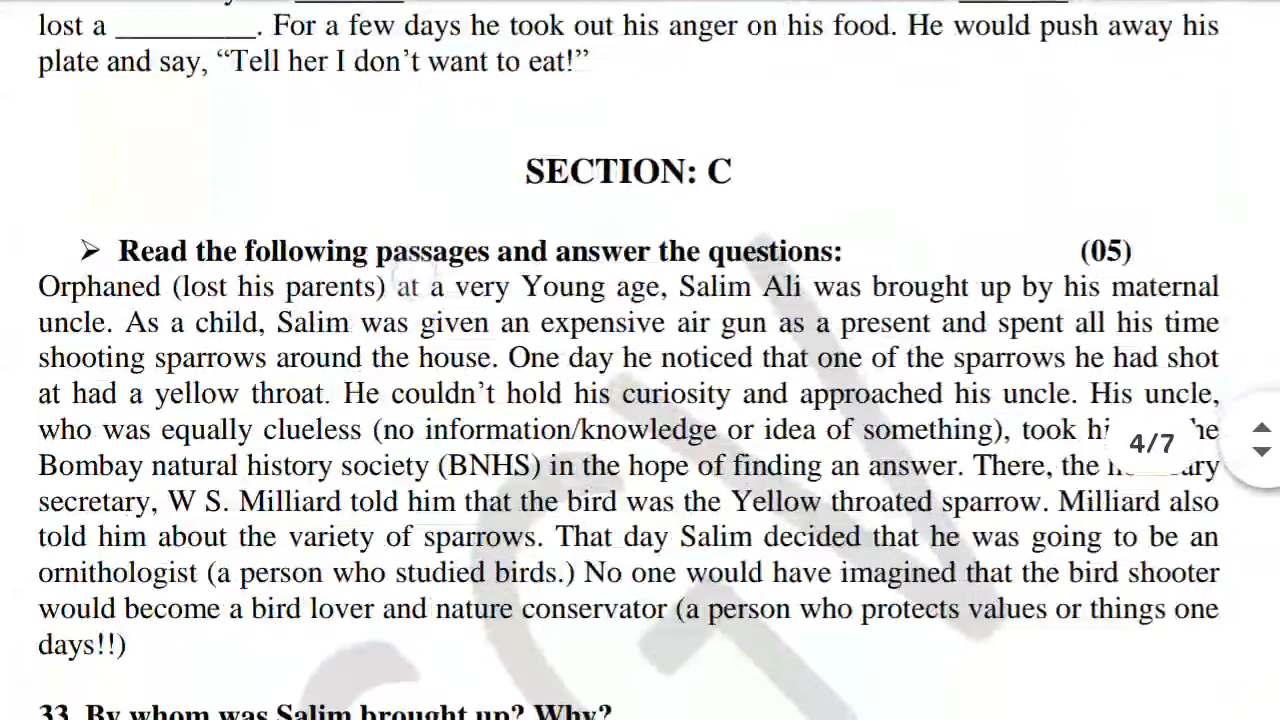 lost a __________. For a few days he took out his anger on his food. He would push away his
plate and say, “Tell her I don’t want to eat!”
SECTION: C
➢ Read the following passages and answer the questions: (05)
Orphaned (lost his parents) at a very Young age, Salim Ali was brought up by his maternal
uncle. As a child, Salim was given an expensive air gun as a present and spent all his time
shooting sparrows around the house. One day he noticed that one of the sparrows he had shot
at had a yellow throat. He couldn’t hold his curiosity and approached his uncle. His uncle,
who was equally clueless (no information/knowledge or idea of something), took
4/7
Bombay natural history society (BNHS) in the hope of finding an answer. There, the
secretary, W S. Milliard told him that the bird was the Yellow throated sparrow. Milliard also
told him about the variety of sparrows. That day Salim decided that he was going to be an
ornithologist (a person who studied birds.) No one would have imagined that the bird shooter
would become a bird lover and nature conservator (a person who protects values or things one
days!!)
33. By whom was Salim brought up? Why?